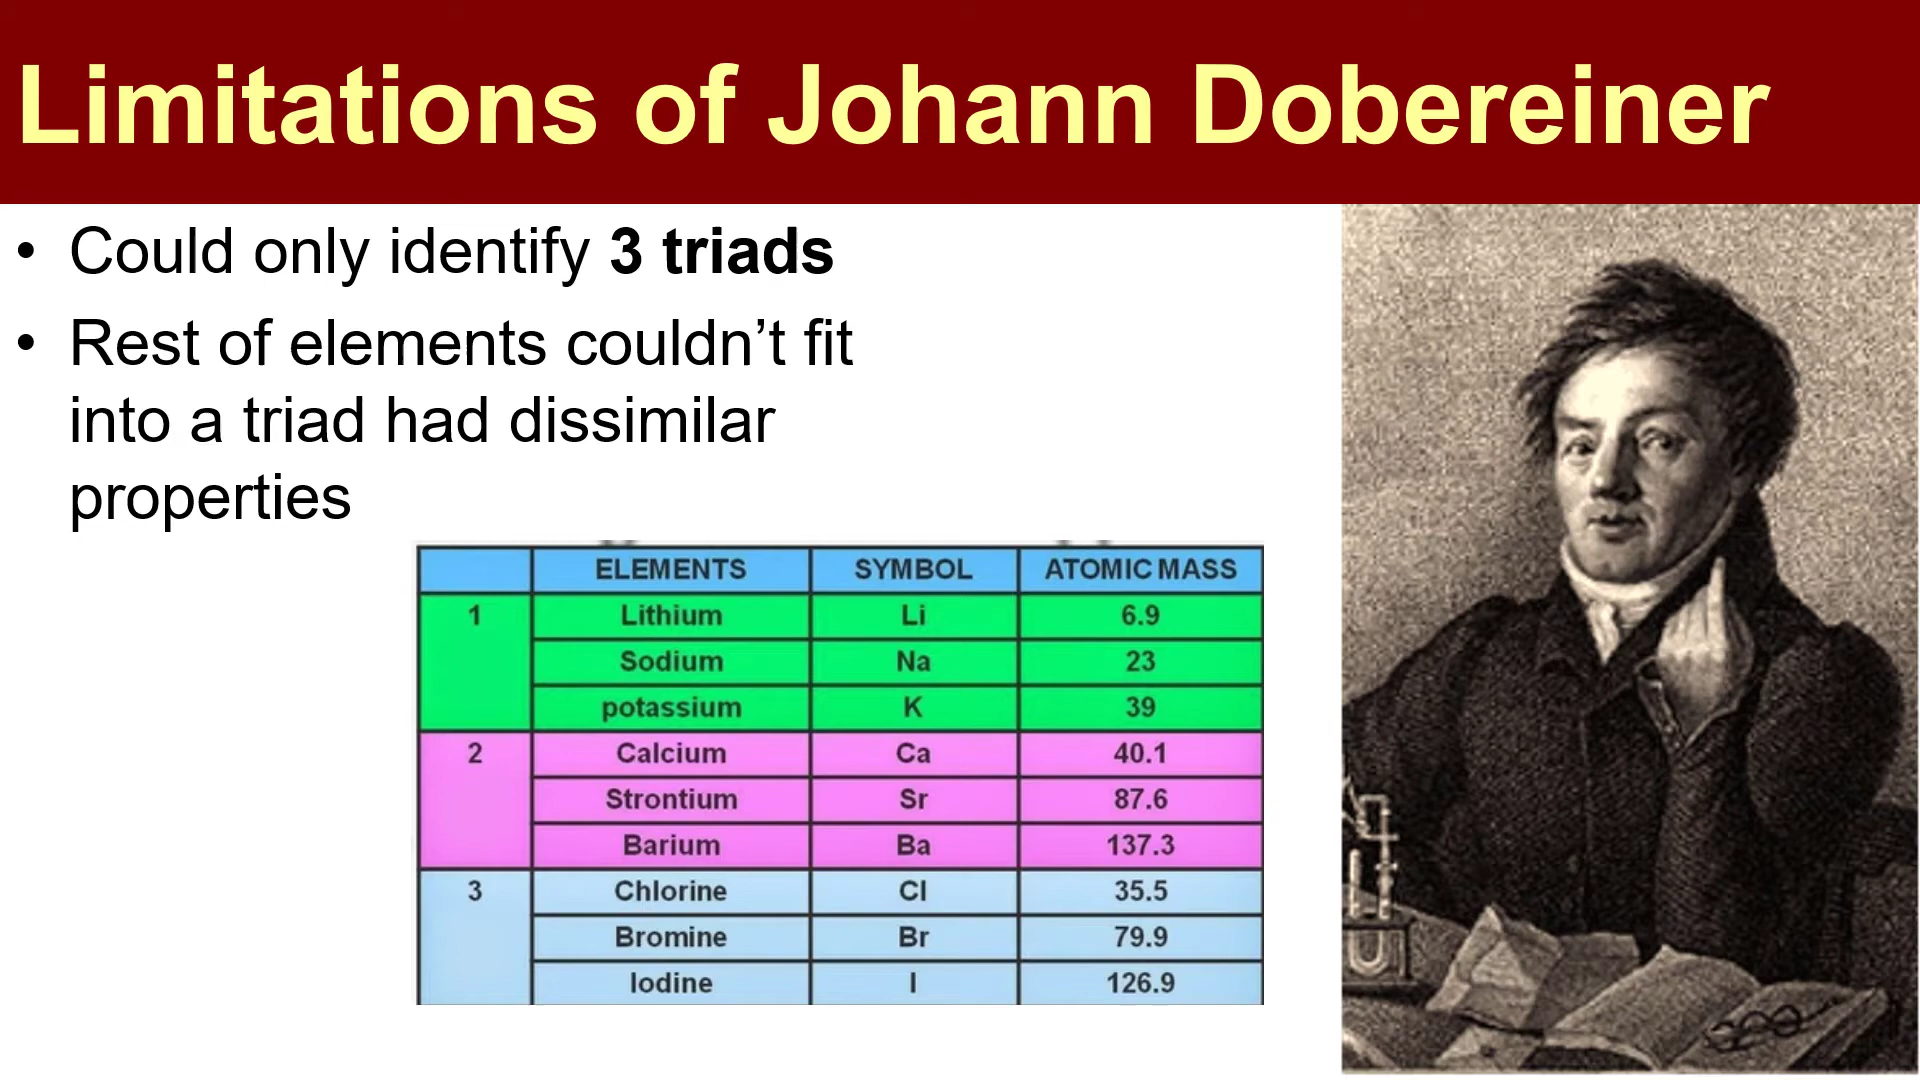 Limitations of Johann Dobereiner
• Could only identify 3 triads
• Rest of elements couldn’t fit
into a triad had dissimilar
properties
ELEMENTS SYMBOL ATOMIC MASS
1 Lithium Li 6.9
Sodium Na 23
potassium K 39
2 Calcium Ca 40.1
Strontium Sr 87.6
Barium Ba 137.3
3 Chlorine Cl 35.5
Bromine Br 79.9
Iodine I 126.9